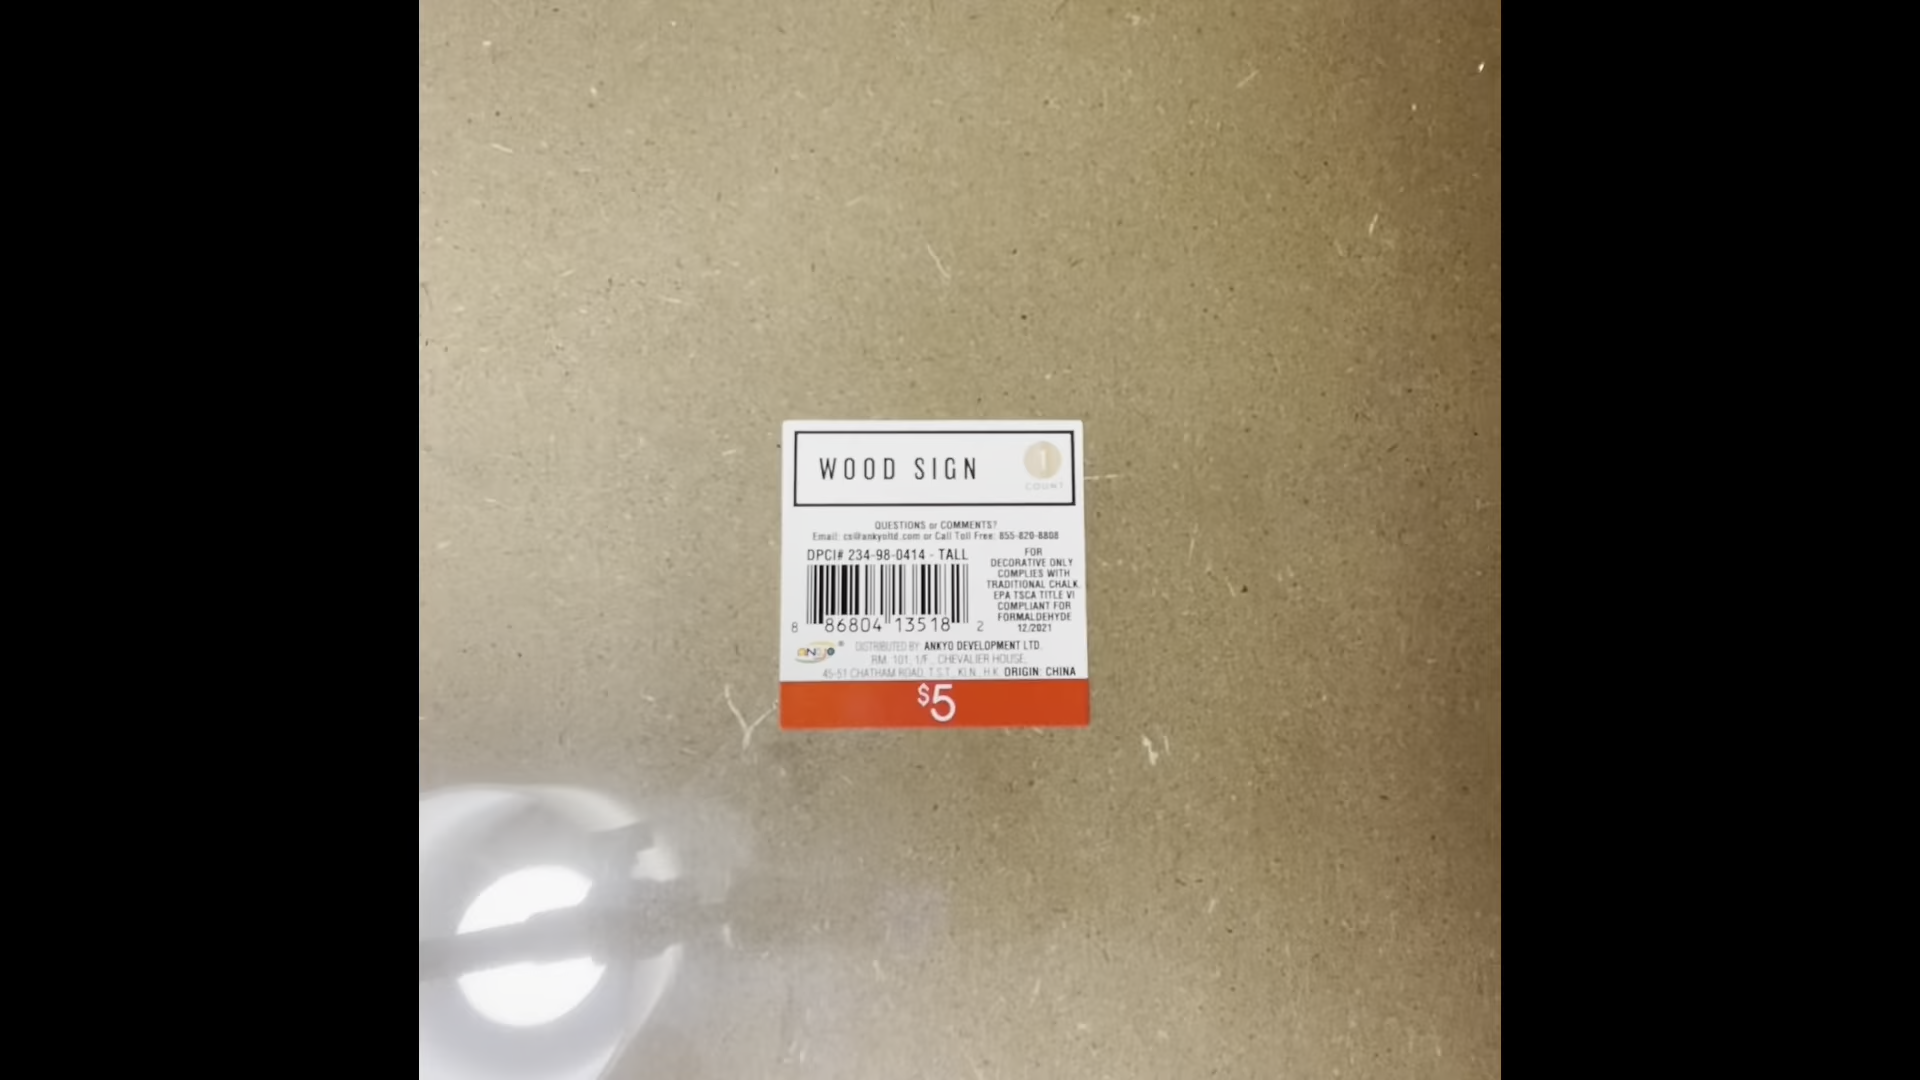 WOOD SIGN
1
COUNT
QUESTIONS or COMMENTS?
Email: cs@ankyoltd.com or Call Toll Free: 855-820-8808
DPCI# 234-98-0414 - TALL
FOR
DECORATIVE ONLY
COMPLIES WITH
TRADITIONAL CHALK.
EPA TSCA TITLE VI
COMPLIANT FOR
FORMALDEHYDE
12/2021
8 86804 13518 2
ANKYO ®
DISTRIBUTED BY: ANKYO DEVELOPMENT LTD.
RM. 101, 1/F., CHEVALIER HOUSE,
45-51 CHATHAM ROAD, T.S.T., KLN., H.K. ORIGIN: CHINA
$5